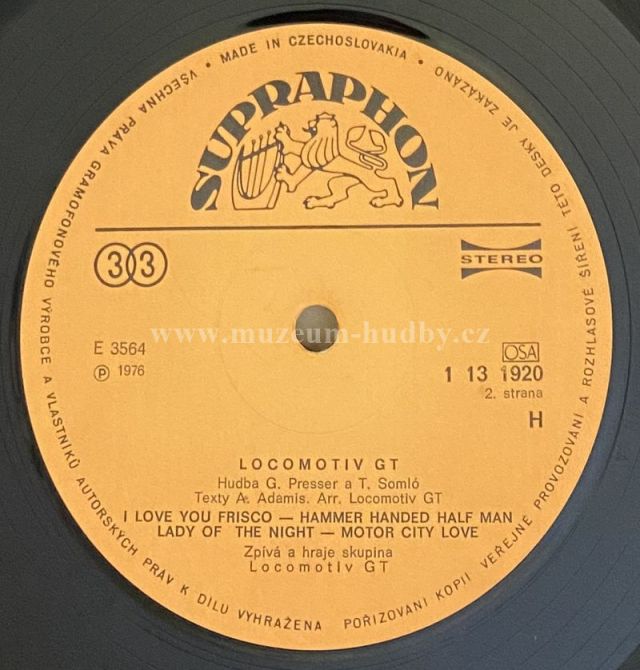 • MADE IN CZECHOSLOVAKIA •
VŠECHNA PRÁVA GRAMOFONOVÉHO VÝROBCE A VLASTNÍKŮ AUTORSKÝCH PRÁV K DÍLU VYHRAŽENA POŘIZOVÁNÍ KOPIÍ VEŘEJNÉ PROVOZOVÁNÍ A ROZHLASOVÉ ŠÍŘENÍ TÉTO DESKY JE ZAKÁZÁNO
SUPRAPHON
33
STEREO
www.muzeum-hudby.cz
E 3564
OSA
Ⓟ 1976
1 13 1920
2. strana
H
LOCOMOTIV GT
Hudba G. Presser a T. Somló
Texty A. Adamis. Arr. Locomotiv GT
I LOVE YOU FRISCO — HAMMER HANDED HALF MAN
LADY OF THE NIGHT — MOTOR CITY LOVE
Zpívá a hraje skupina
Locomotiv GT